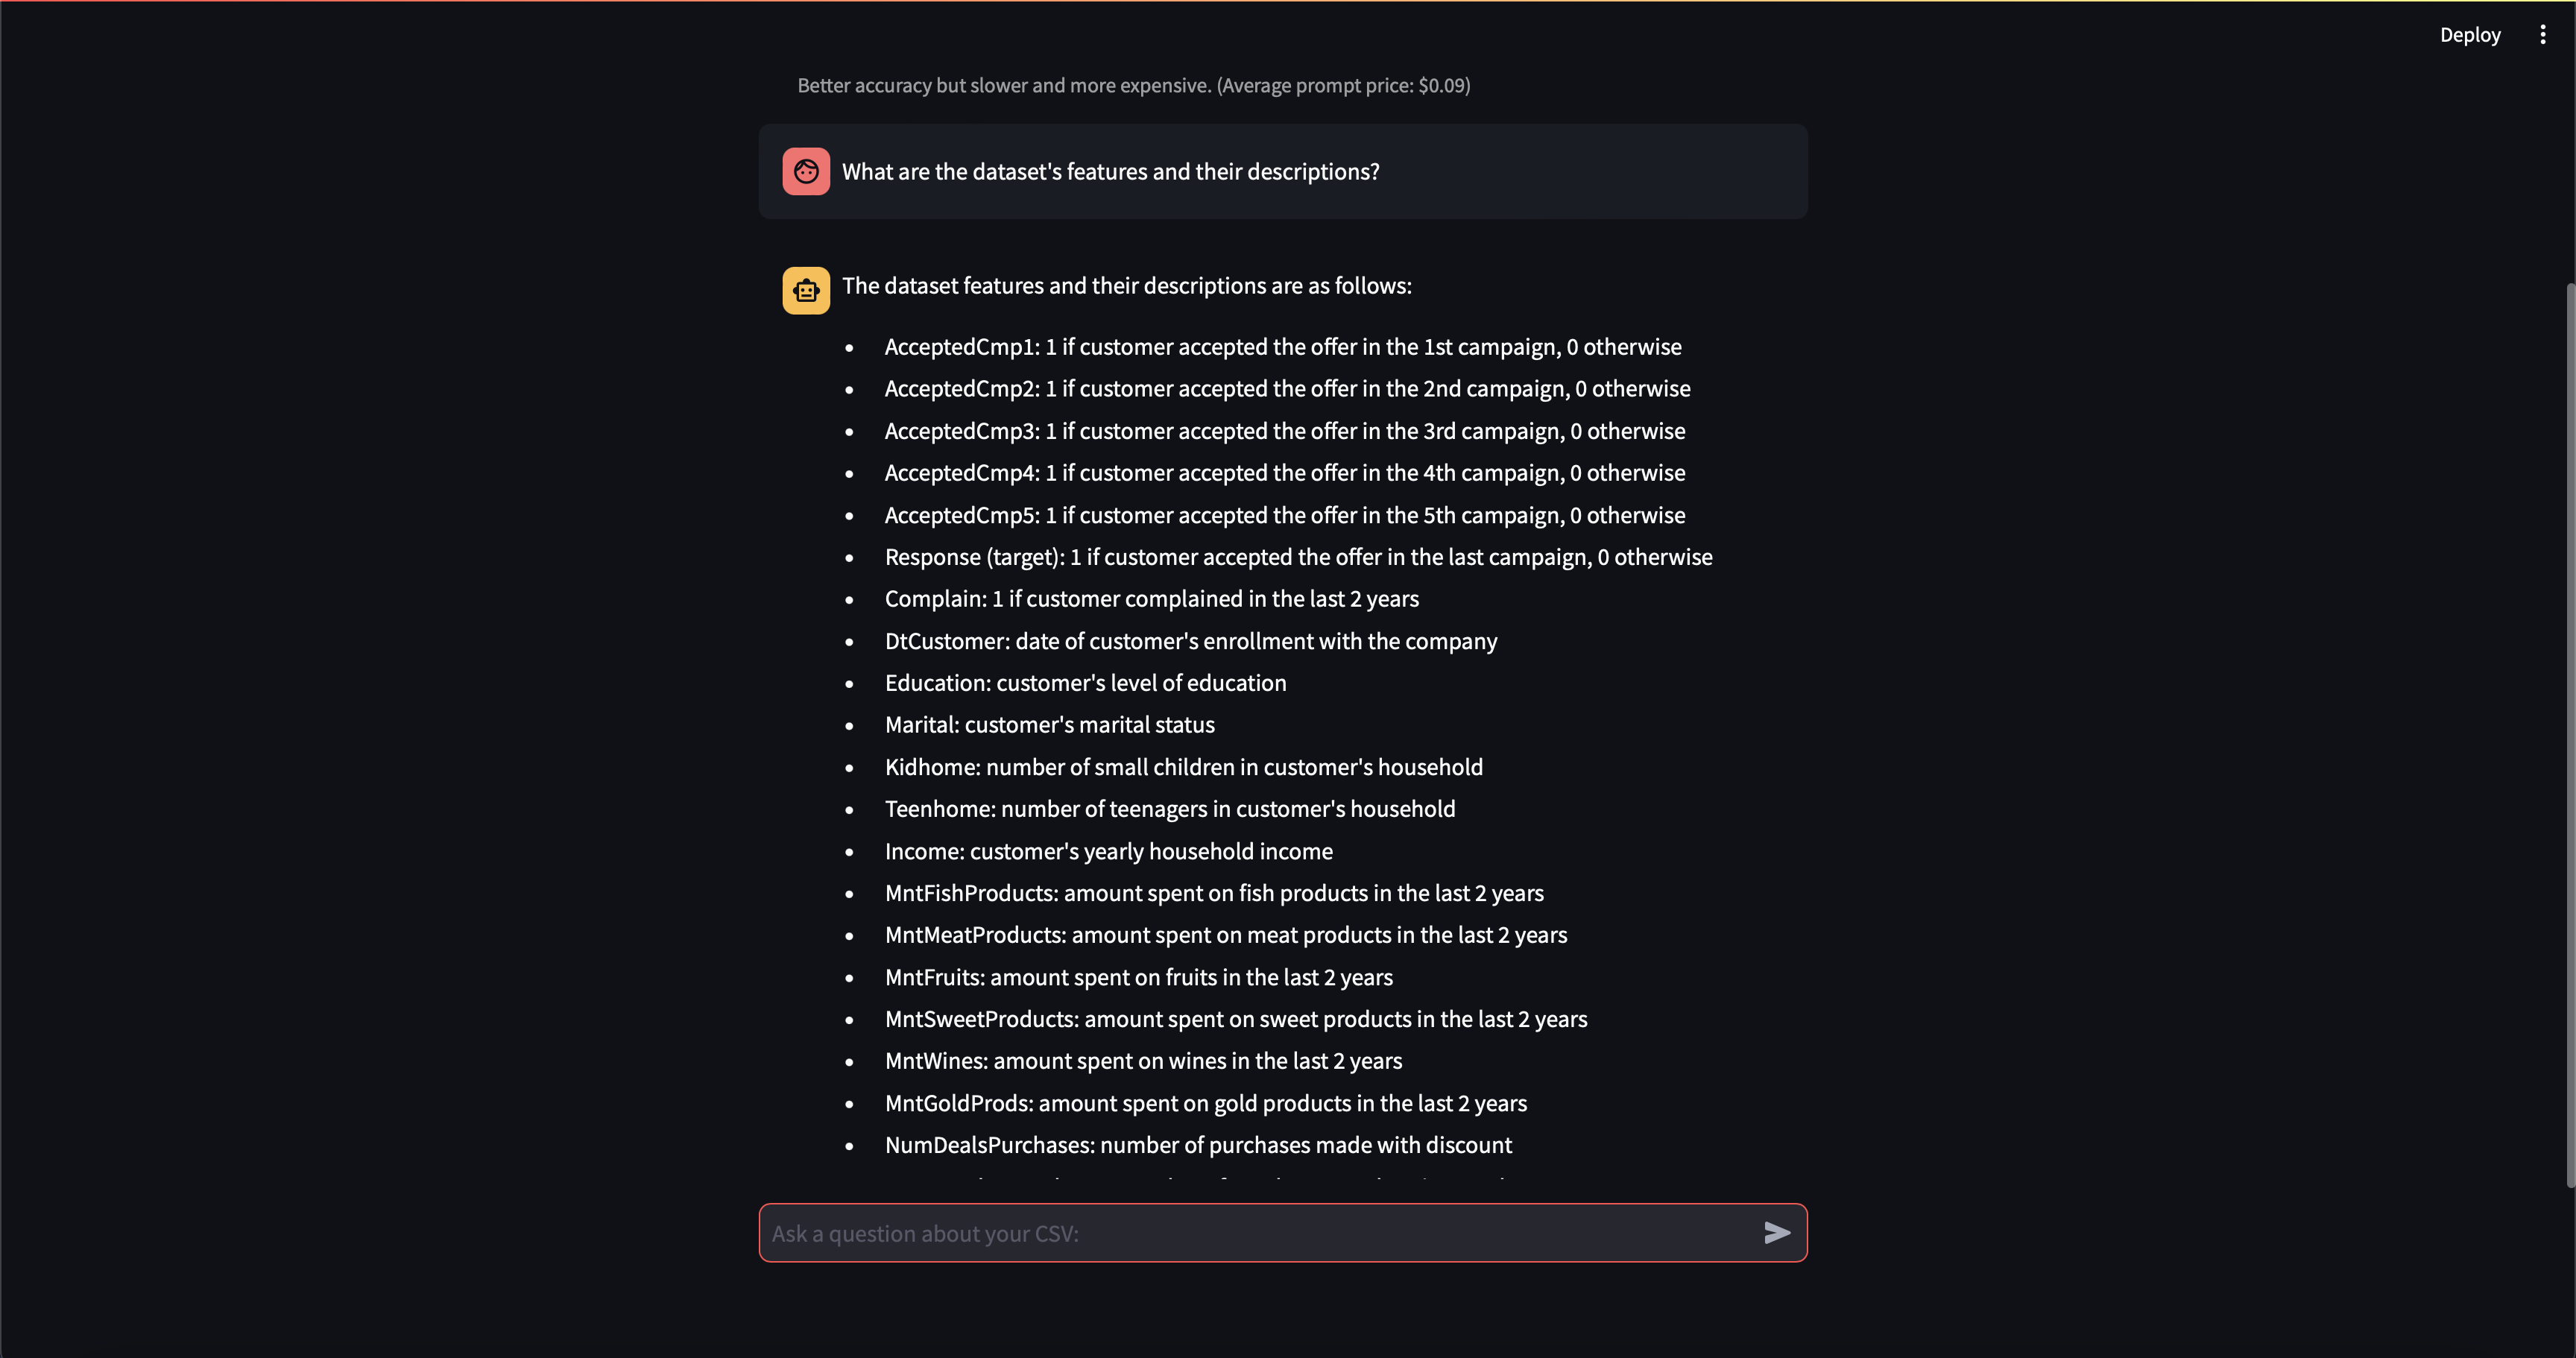 Deploy
Better accuracy but slower and more expensive. (Average prompt price: $0.09)
What are the dataset's features and their descriptions?
The dataset features and their descriptions are as follows:
• AcceptedCmp1: 1 if customer accepted the offer in the 1st campaign, 0 otherwise
• AcceptedCmp2: 1 if customer accepted the offer in the 2nd campaign, 0 otherwise
• AcceptedCmp3: 1 if customer accepted the offer in the 3rd campaign, 0 otherwise
• AcceptedCmp4: 1 if customer accepted the offer in the 4th campaign, 0 otherwise
• AcceptedCmp5: 1 if customer accepted the offer in the 5th campaign, 0 otherwise
• Response (target): 1 if customer accepted the offer in the last campaign, 0 otherwise
• Complain: 1 if customer complained in the last 2 years
• DtCustomer: date of customer's enrollment with the company
• Education: customer's level of education
• Marital: customer's marital status
• Kidhome: number of small children in customer's household
• Teenhome: number of teenagers in customer's household
• Income: customer's yearly household income
• MntFishProducts: amount spent on fish products in the last 2 years
• MntMeatProducts: amount spent on meat products in the last 2 years
• MntFruits: amount spent on fruits in the last 2 years
• MntSweetProducts: amount spent on sweet products in the last 2 years
• MntWines: amount spent on wines in the last 2 years
• MntGoldProds: amount spent on gold products in the last 2 years
• NumDealsPurchases: number of purchases made with discount
Ask a question about your CSV: